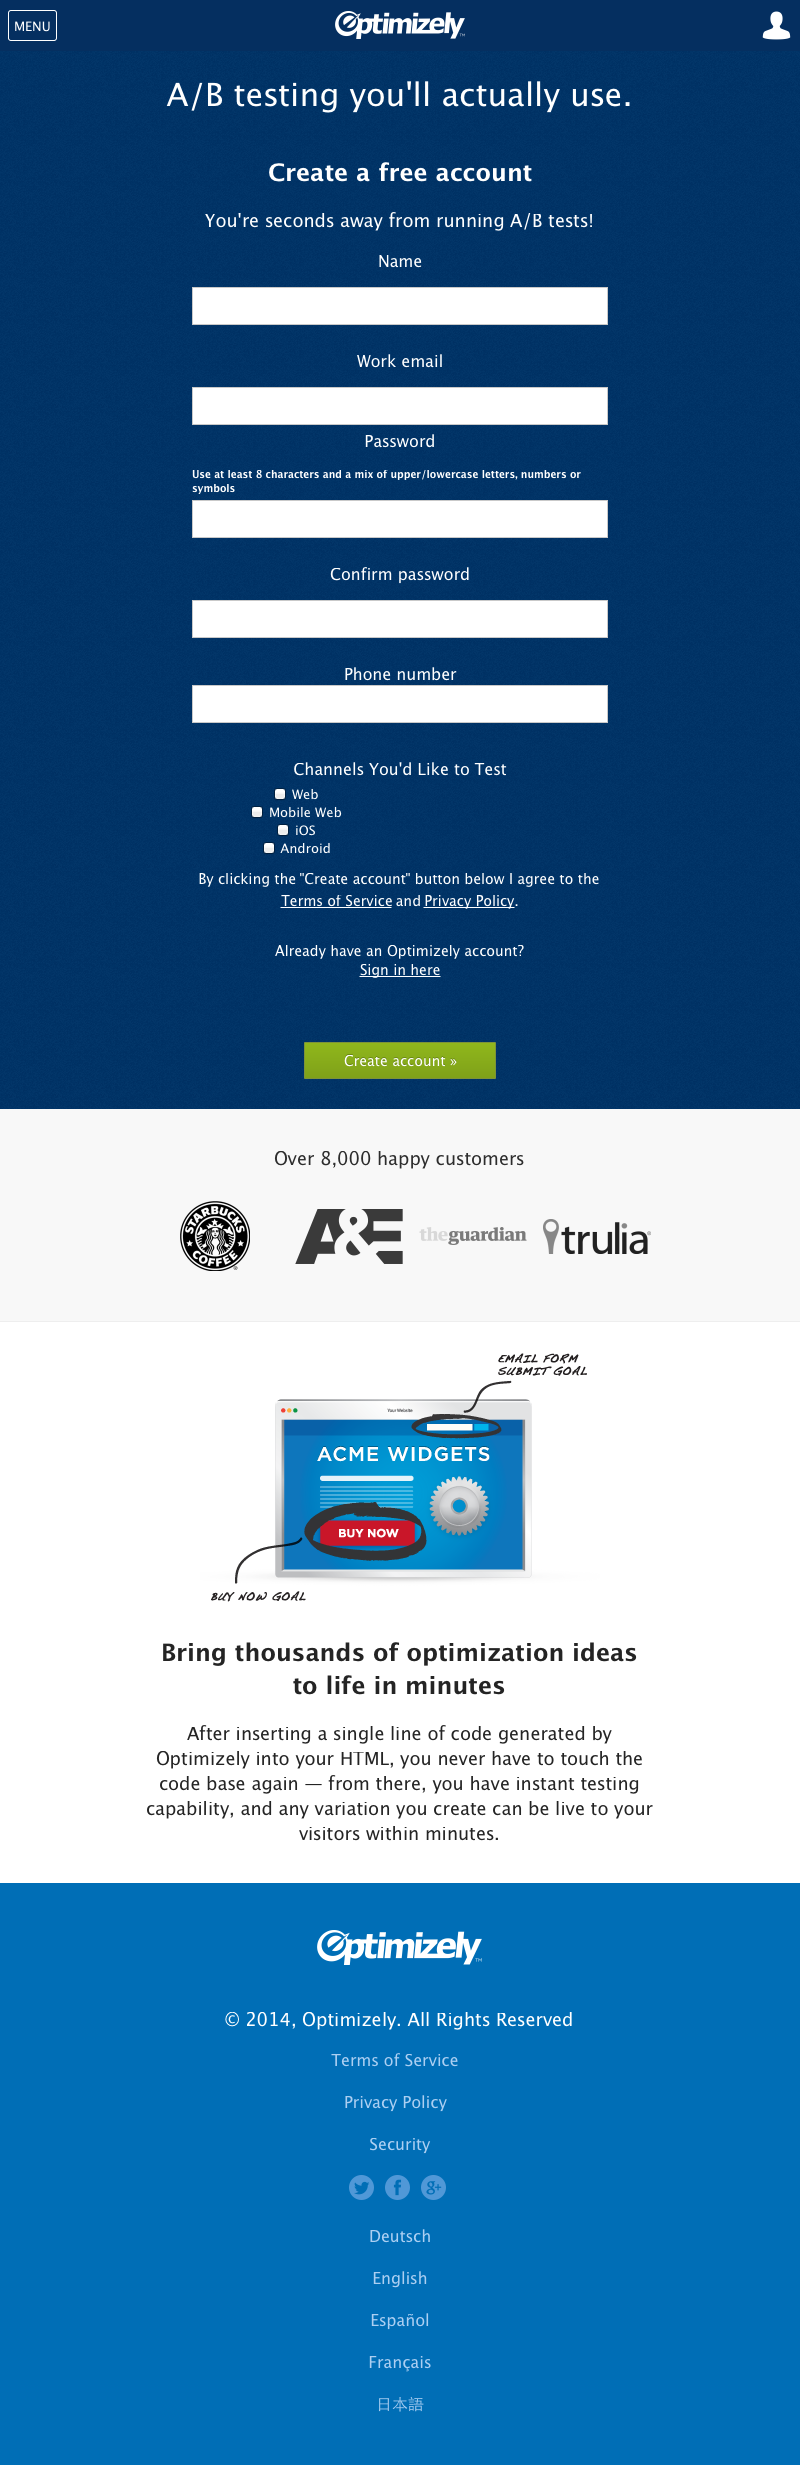 MENU
Optimizely™
A/B testing you'll actually use.
Create a free account
You're seconds away from running A/B tests!
Name
Work email
Password
Use at least 8 characters and a mix of upper/lowercase letters, numbers or
symbols
Confirm password
Phone number
Channels You'd Like to Test
Web
Mobile Web
iOS
Android
By clicking the "Create account" button below I agree to the
Terms of Service and Privacy Policy.
Already have an Optimizely account?
Sign in here
Create account »
Over 8,000 happy customers
STARBUCKS
COFFEE
A&E
theguardian
trulia
EMAIL FORM
SUBMIT GOAL
Your Website
ACME WIDGETS
BUY NOW
BUY NOW GOAL
Bring thousands of optimization ideas
to life in minutes
After inserting a single line of code generated by
Optimizely into your HTML, you never have to touch the
code base again — from there, you have instant testing
capability, and any variation you create can be live to your
visitors within minutes.
Optimizely™
© 2014, Optimizely. All Rights Reserved
Terms of Service
Privacy Policy
Security
Deutsch
English
Español
Français
日本語